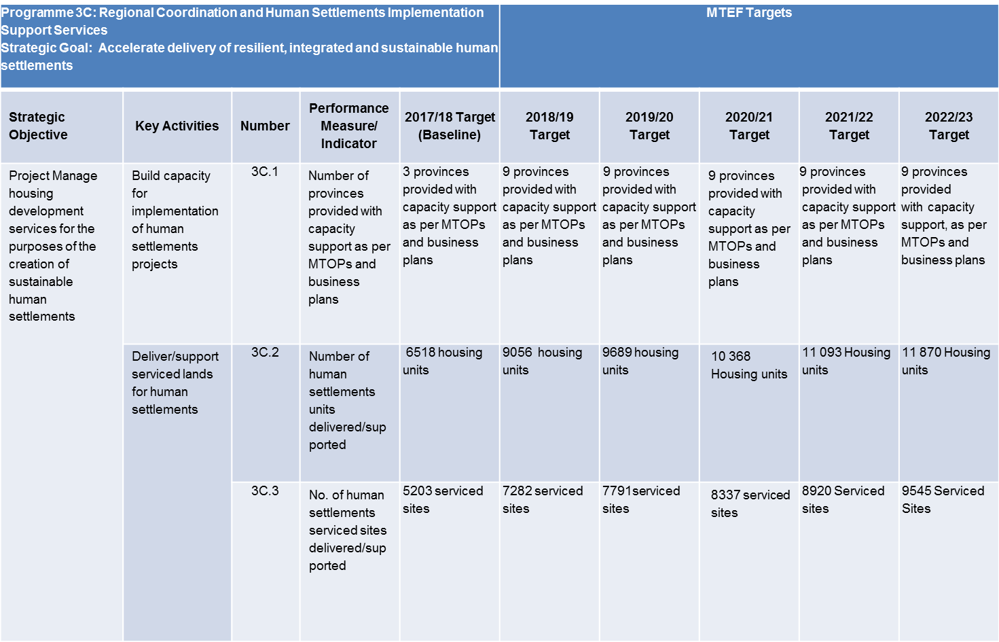 Programme 3C: Regional Coordination and Human Settlements Implementation
Support Services
Strategic Goal: Accelerate delivery of resilient, integrated and sustainable human
settlements
MTEF Targets
Strategic
Objective
Key Activities
Number
Performance
Measure/
Indicator
2017/18 Target
(Baseline)
2018/19
Target
2019/20
Target
2020/21
Target
2021/22
Target
2022/23
Target
Project Manage
housing
development
services for the
purposes of the
creation of
sustainable
human
settlements
Build capacity
for
implementation
of human
settlements
projects
3C.1
Number of
provinces
provided with
capacity
support as per
MTOPs and
business
plans
3 provinces
provided with
capacity support
as per MTOPs
and business
plans
9 provinces
provided with
capacity support
as per MTOPs
and business
plans
9 provinces
provided with
capacity support
as per MTOPs
and business
plans
9 provinces
provided with
capacity
support as per
MTOPs and
business
plans
9 provinces
provided with
capacity support
as per MTOPs
and business
plans
9 provinces
provided
with capacity
support, as per
MTOPs and
business plans
Deliver/support
serviced lands
for human
settlements
3C.2
Number of
human
settlements
units
delivered/sup
ported
6518 housing
units
9056 housing
units
9689 housing
units
10 368
Housing units
11 093 Housing
units
11 870 Housing
units
3C.3
No. of human
settlements
serviced sites
delivered/sup
ported
5203 serviced
sites
7282 serviced
sites
7791serviced
sites
8337 serviced
sites
8920 Serviced
sites
9545 Serviced
Sites